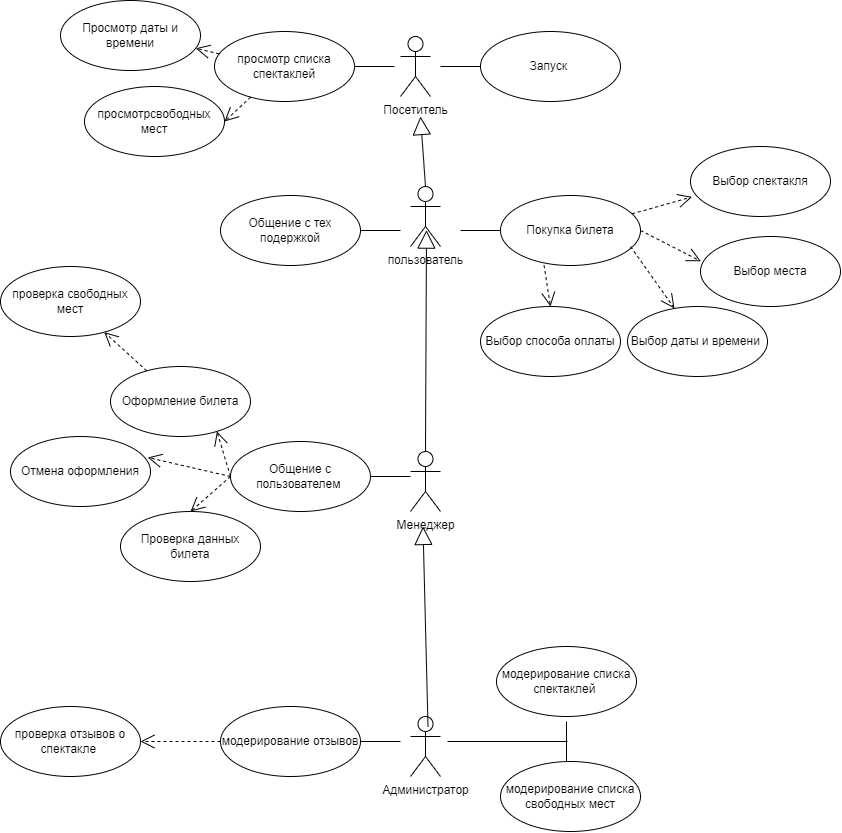 Просмотр даты и
времени
просмотр списка
спектаклей
Запуск
просмотрсвободных
мест
Посетитель
Выбор спектакля
Общение с тех
подержкой
Покупка билета
пользователь
Выбор места
проверка свободных
мест
Выбор способа оплаты
Выбор даты и времени
Оформление билета
Отмена оформления
Общение с
пользователем
Менеджер
Проверка данных
билета
модерирование списка
спектаклей
проверка отзывов о
спектакле
модерирование отзывов
Администратор
модерирование списка
свободных мест